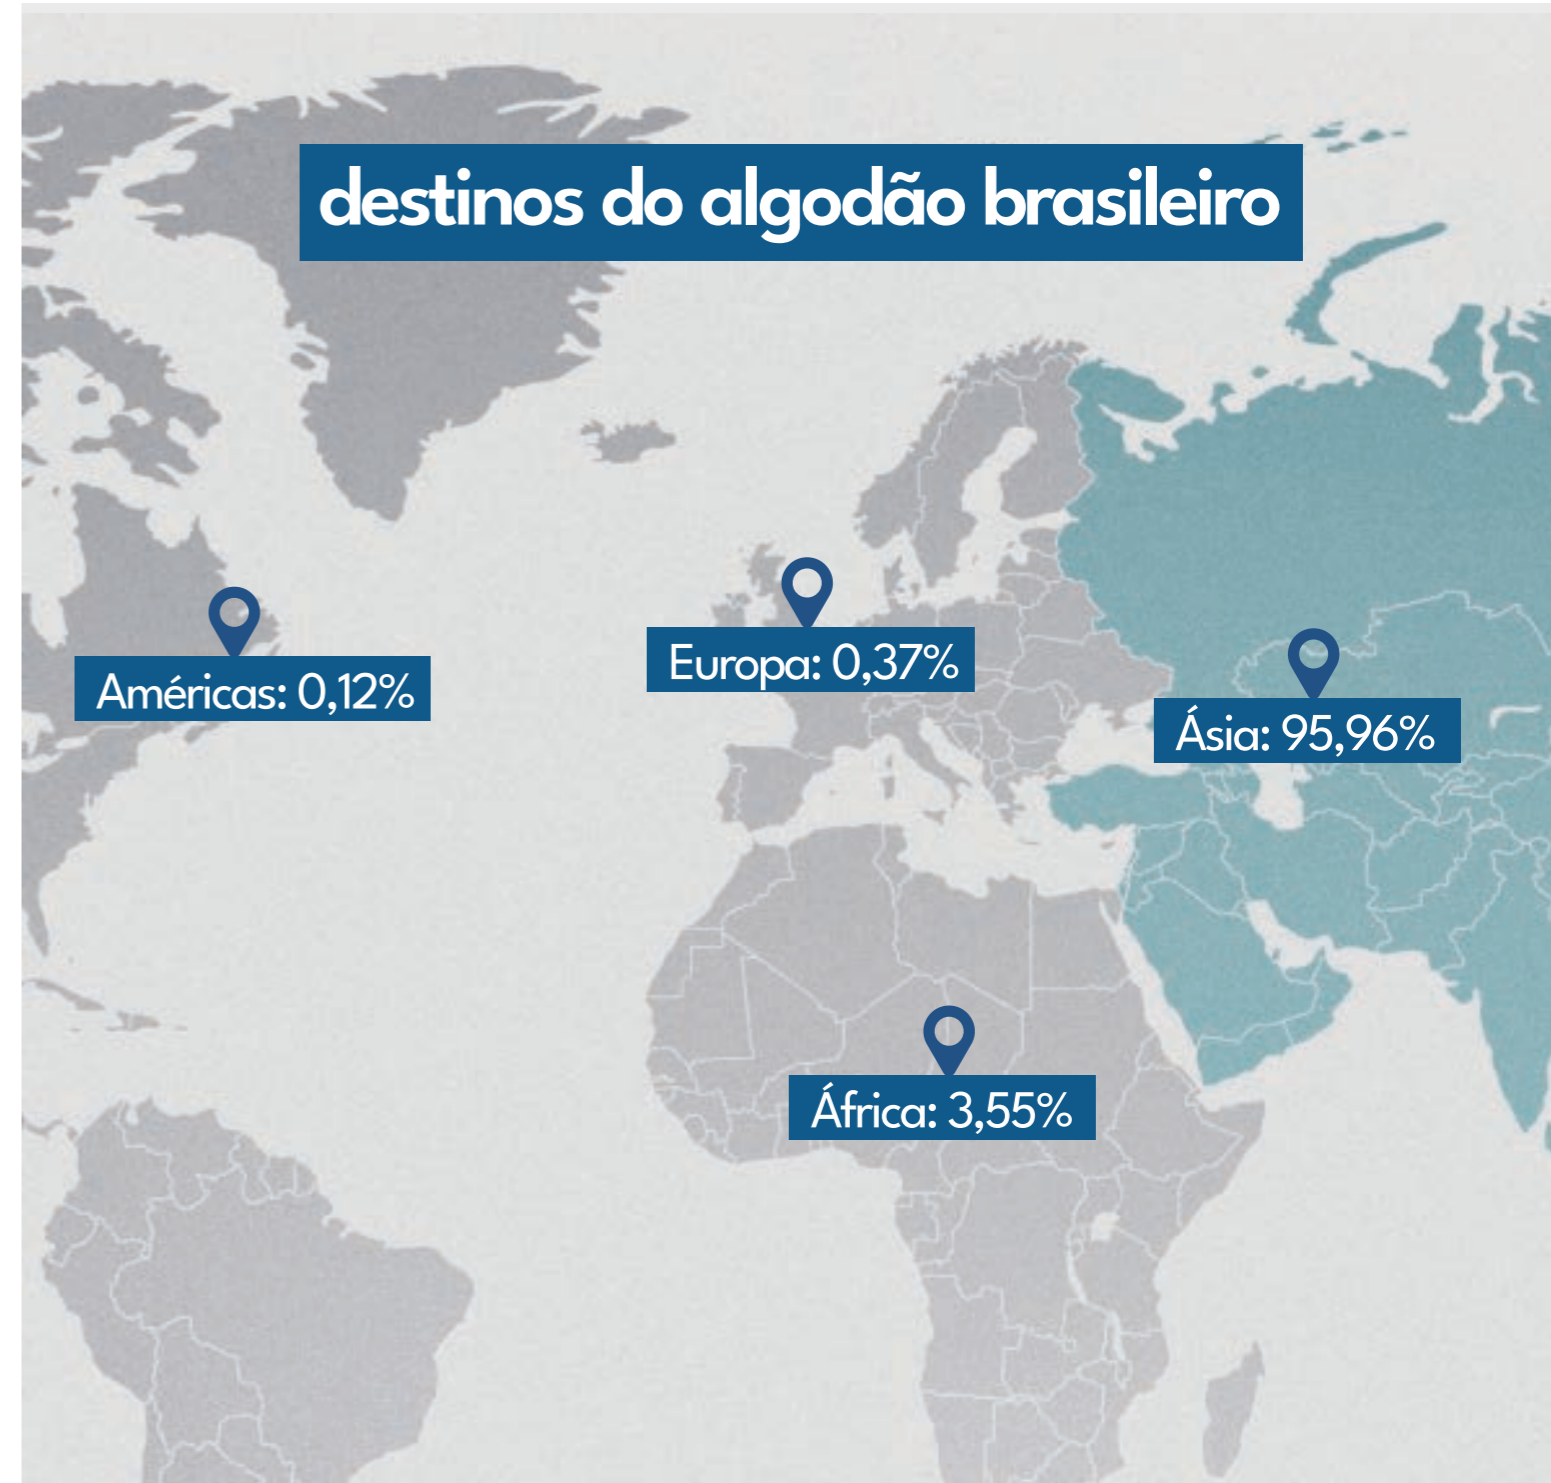 destinos do algodão brasileiro
Américas: 0,12%
Europa: 0,37%
Ásia: 95,96%
África: 3,55%